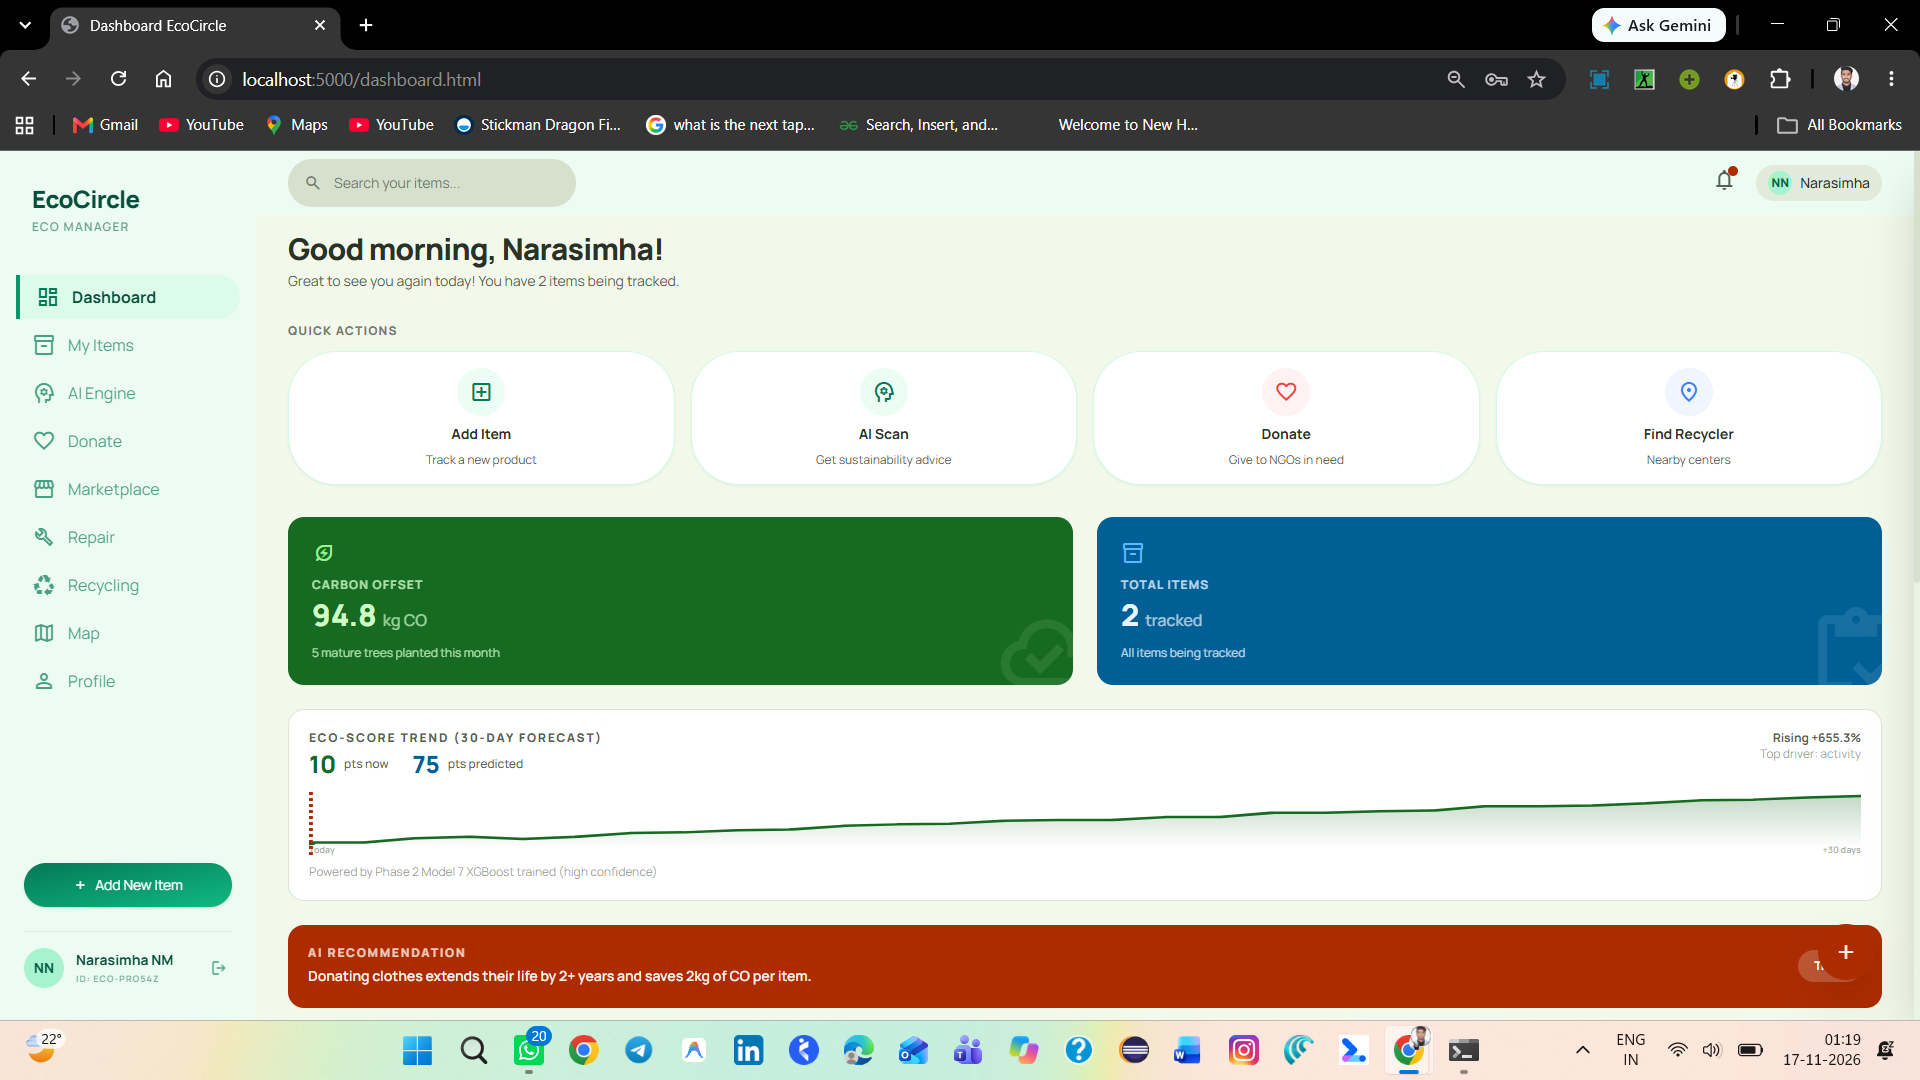 Dashboard EcoCircle
Ask Gemini
localhost:5000/dashboard.html
Gmail
YouTube
Maps
YouTube
Stickman Dragon Fi...
what is the next tap...
Search, Insert, and...
Welcome to New H...
All Bookmarks
EcoCircle
ECO MANAGER
Dashboard
My Items
AI Engine
Donate
Marketplace
Repair
Recycling
Map
Profile
+ Add New Item
NN
Narasimha NM
ID: ECO-PRO54Z
Search your items...
NN Narasimha
Good morning, Narasimha!
Great to see you again today! You have 2 items being tracked.
QUICK ACTIONS
Add Item
Track a new product
AI Scan
Get sustainability advice
Donate
Give to NGOs in need
Find Recycler
Nearby centers
CARBON OFFSET
94.8 kg CO
5 mature trees planted this month
TOTAL ITEMS
2 tracked
All items being tracked
ECO-SCORE TREND (30-DAY FORECAST)
10 pts now 75 pts predicted
Rising +655.3%
Top driver: activity
Today
+30 days
Powered by Phase 2 Model 7 XGBoost trained (high confidence)
AI RECOMMENDATION
Donating clothes extends their life by 2+ years and saves 2kg of CO per item.
+
22°
20
ENG
IN
01:19
17-11-2026